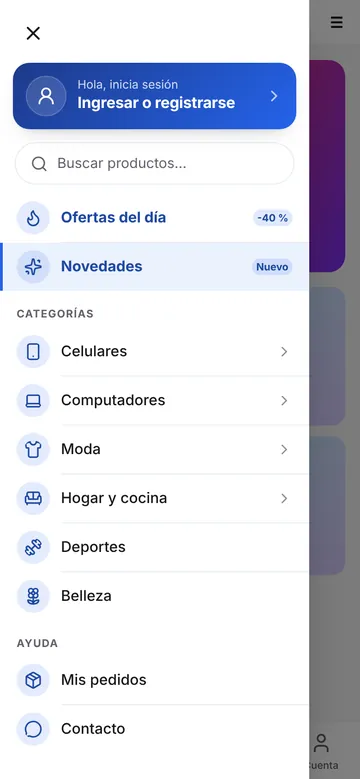 Hola, inicia sesión
Ingresar o registrarse
Buscar productos...
Ofertas del día
-40 %
Novedades
Nuevo
CATEGORÍAS
Celulares
Computadores
Moda
Hogar y cocina
Deportes
Belleza
AYUDA
Mis pedidos
Contacto